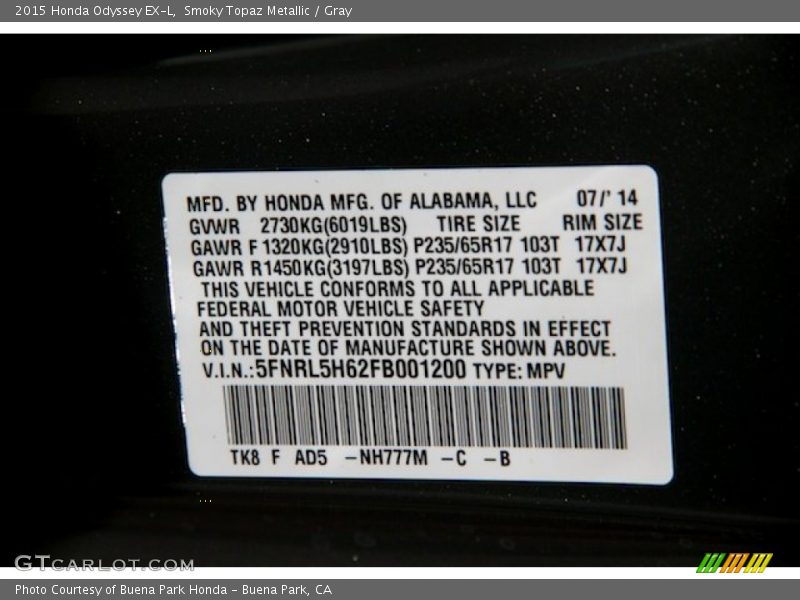 2015 Honda Odyssey EX-L, Smoky Topaz Metallic / Gray
MFD. BY HONDA MFG. OF ALABAMA, LLC 07/' 14
GVWR 2730KG(6019LBS) TIRE SIZE RIM SIZE
GAWR F 1320KG(2910LBS) P235/65R17 103T 17X7J
GAWR R1450KG(3197LBS) P235/65R17 103T 17X7J
THIS VEHICLE CONFORMS TO ALL APPLICABLE
FEDERAL MOTOR VEHICLE SAFETY
AND THEFT PREVENTION STANDARDS IN EFFECT
ON THE DATE OF MANUFACTURE SHOWN ABOVE.
V.I.N.:5FNRL5H62FB001200 TYPE: MPV
TK8 F AD5 -NH777M -C -B
GTCARLOT.COM
Photo Courtesy of Buena Park Honda - Buena Park, CA